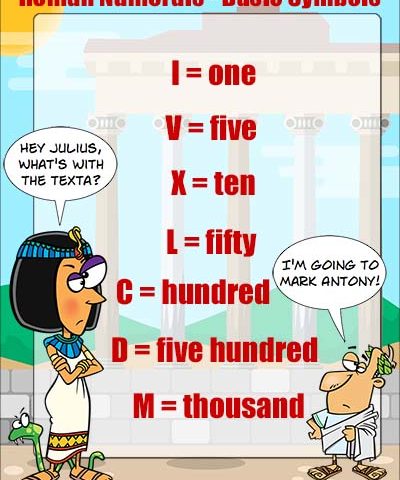 Roman Numerals - Basic Symbols
I = one
V = five
X = ten
L = fifty
C = hundred
D = five hundred
M = thousand
HEY JULIUS,
WHAT'S WITH
THE TEXTA?
I'M GOING TO
MARK ANTONY!